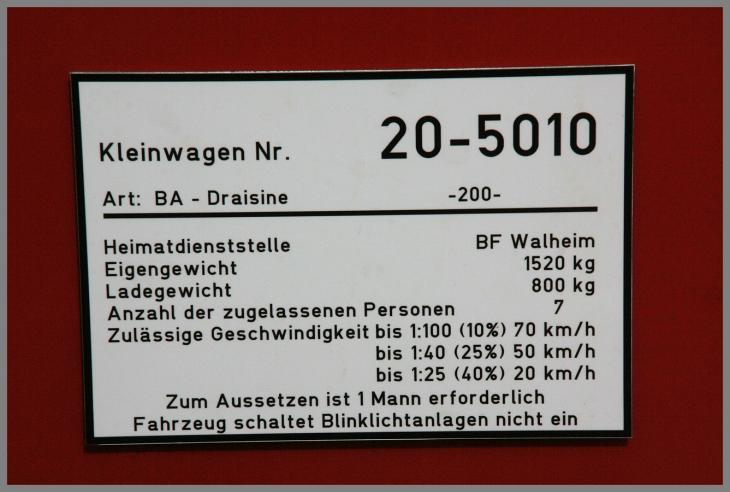 Kleinwagen Nr. 20-5010
Art: BA - Draisine -200-
Heimatdienststelle BF Walheim
Eigengewicht 1520 kg
Ladegewicht 800 kg
Anzahl der zugelassenen Personen 7
Zulässige Geschwindigkeit bis 1:100 (10%) 70 km/h
bis 1:40 (25%) 50 km/h
bis 1:25 (40%) 20 km/h
Zum Aussetzen ist 1 Mann erforderlich
Fahrzeug schaltet Blinklichtanlagen nicht ein